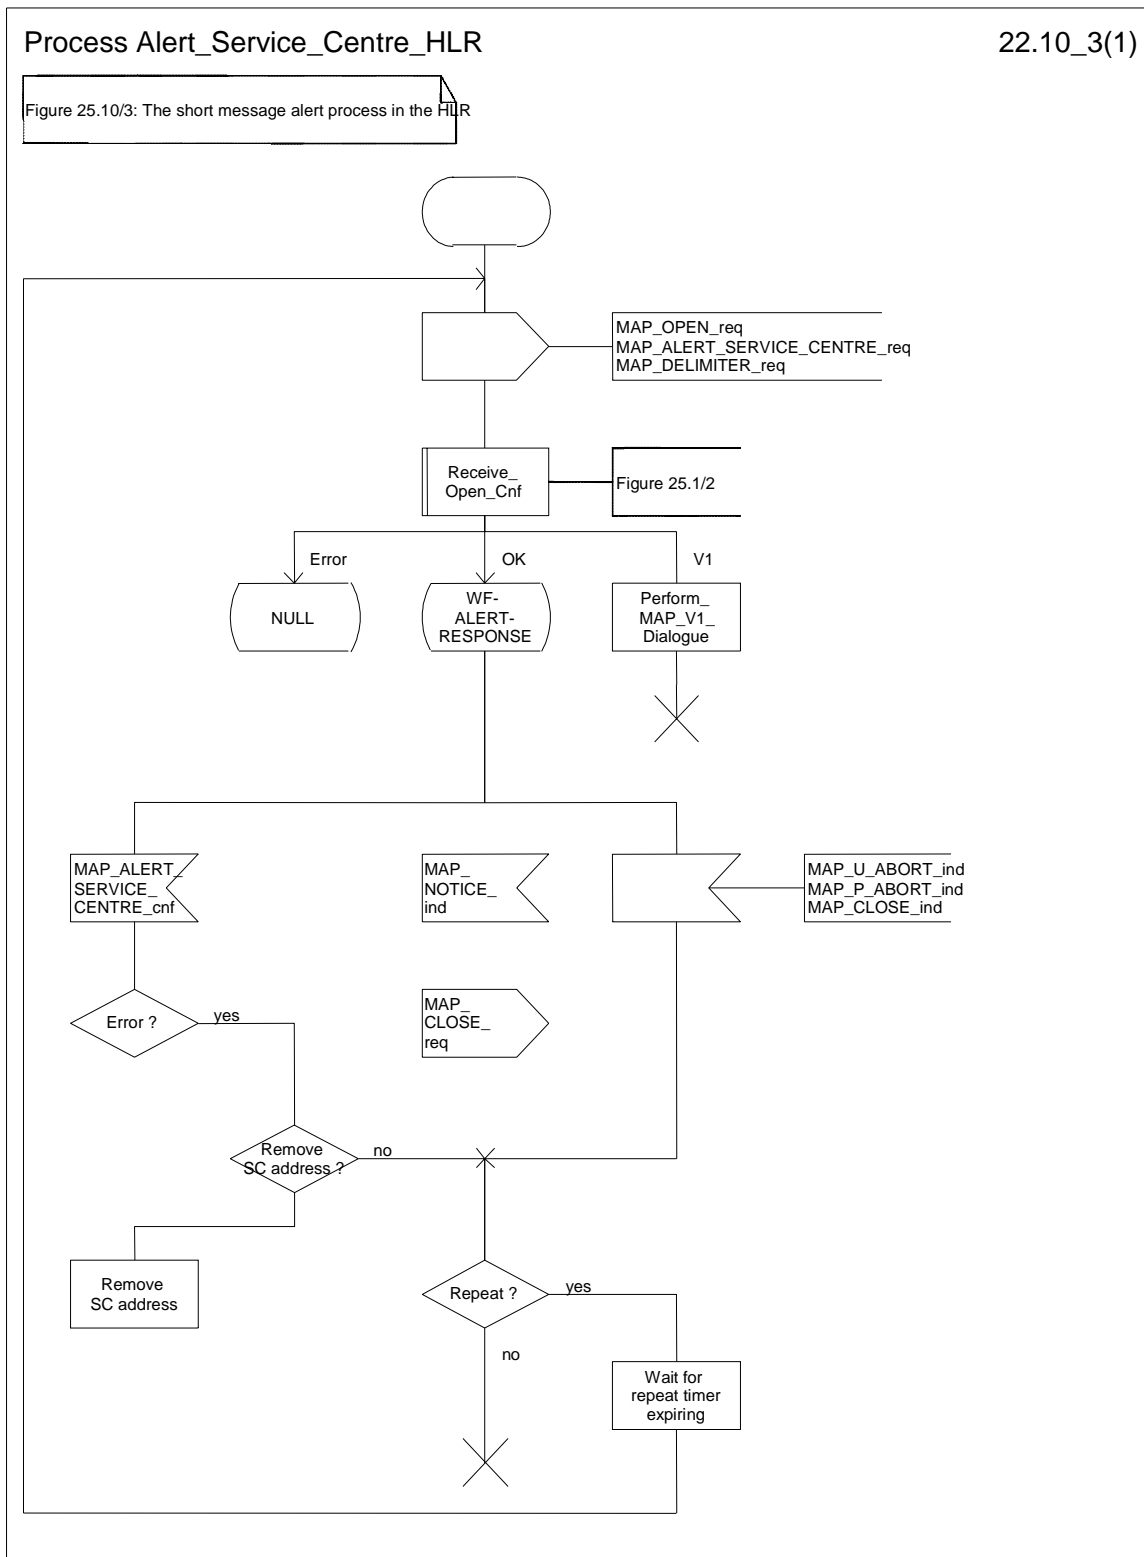 Process Alert_Service_Centre_HLR
22.10_3(1)
Figure 25.10/3: The short message alert process in the HLR
MAP_OPEN_req
MAP_ALERT_SERVICE_CENTRE_req
MAP_DELIMITER_req
Receive_
Open_Cnf
Figure 25.1/2
Error
OK
V1
NULL
WF-
ALERT-
RESPONSE
Perform_
MAP_V1_
Dialogue
MAP_ALERT_
SERVICE_
CENTRE_cnf
MAP_
NOTICE_
ind
MAP_U_ABORT_ind
MAP_P_ABORT_ind
MAP_CLOSE_ind
Error ?
yes
MAP_
CLOSE_
req
Remove
SC address ?
no
Remove
SC address
Repeat ?
yes
no
Wait for
repeat timer
expiring